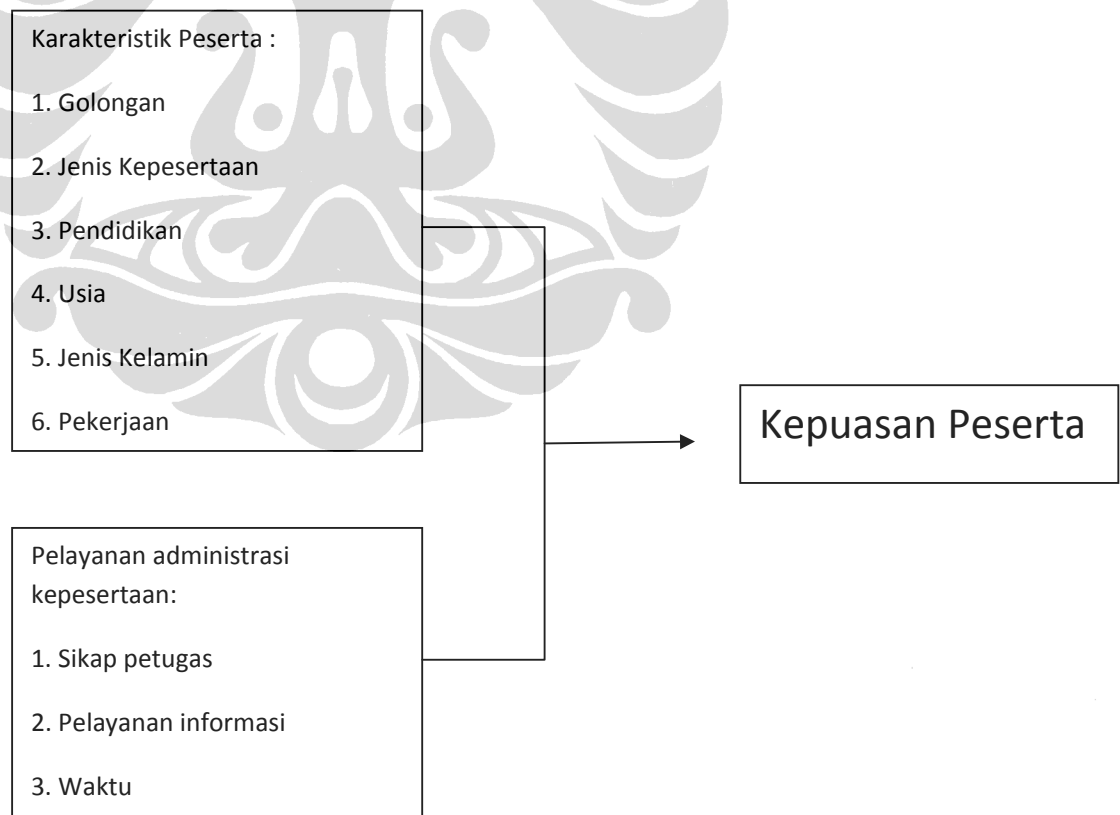 Karakteristik Peserta :
1. Golongan
2. Jenis Kepesertaan
3. Pendidikan
4. Usia
5. Jenis Kelamin
6. Pekerjaan
Kepuasan Peserta
Pelayanan administrasi
kepesertaan:
1. Sikap petugas
2. Pelayanan informasi
3. Waktu